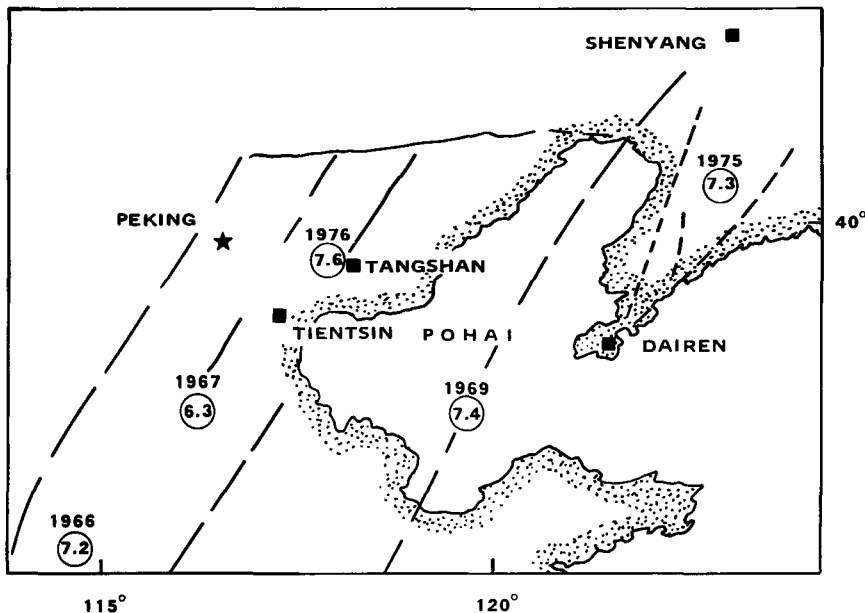 SHENYANG
1975
7.3
PEKING
40°
1976
7.6
TANGSHAN
TIENTSIN
POHAI
DAIREN
1967
6.3
1969
7.4
1966
7.2
115°
120°